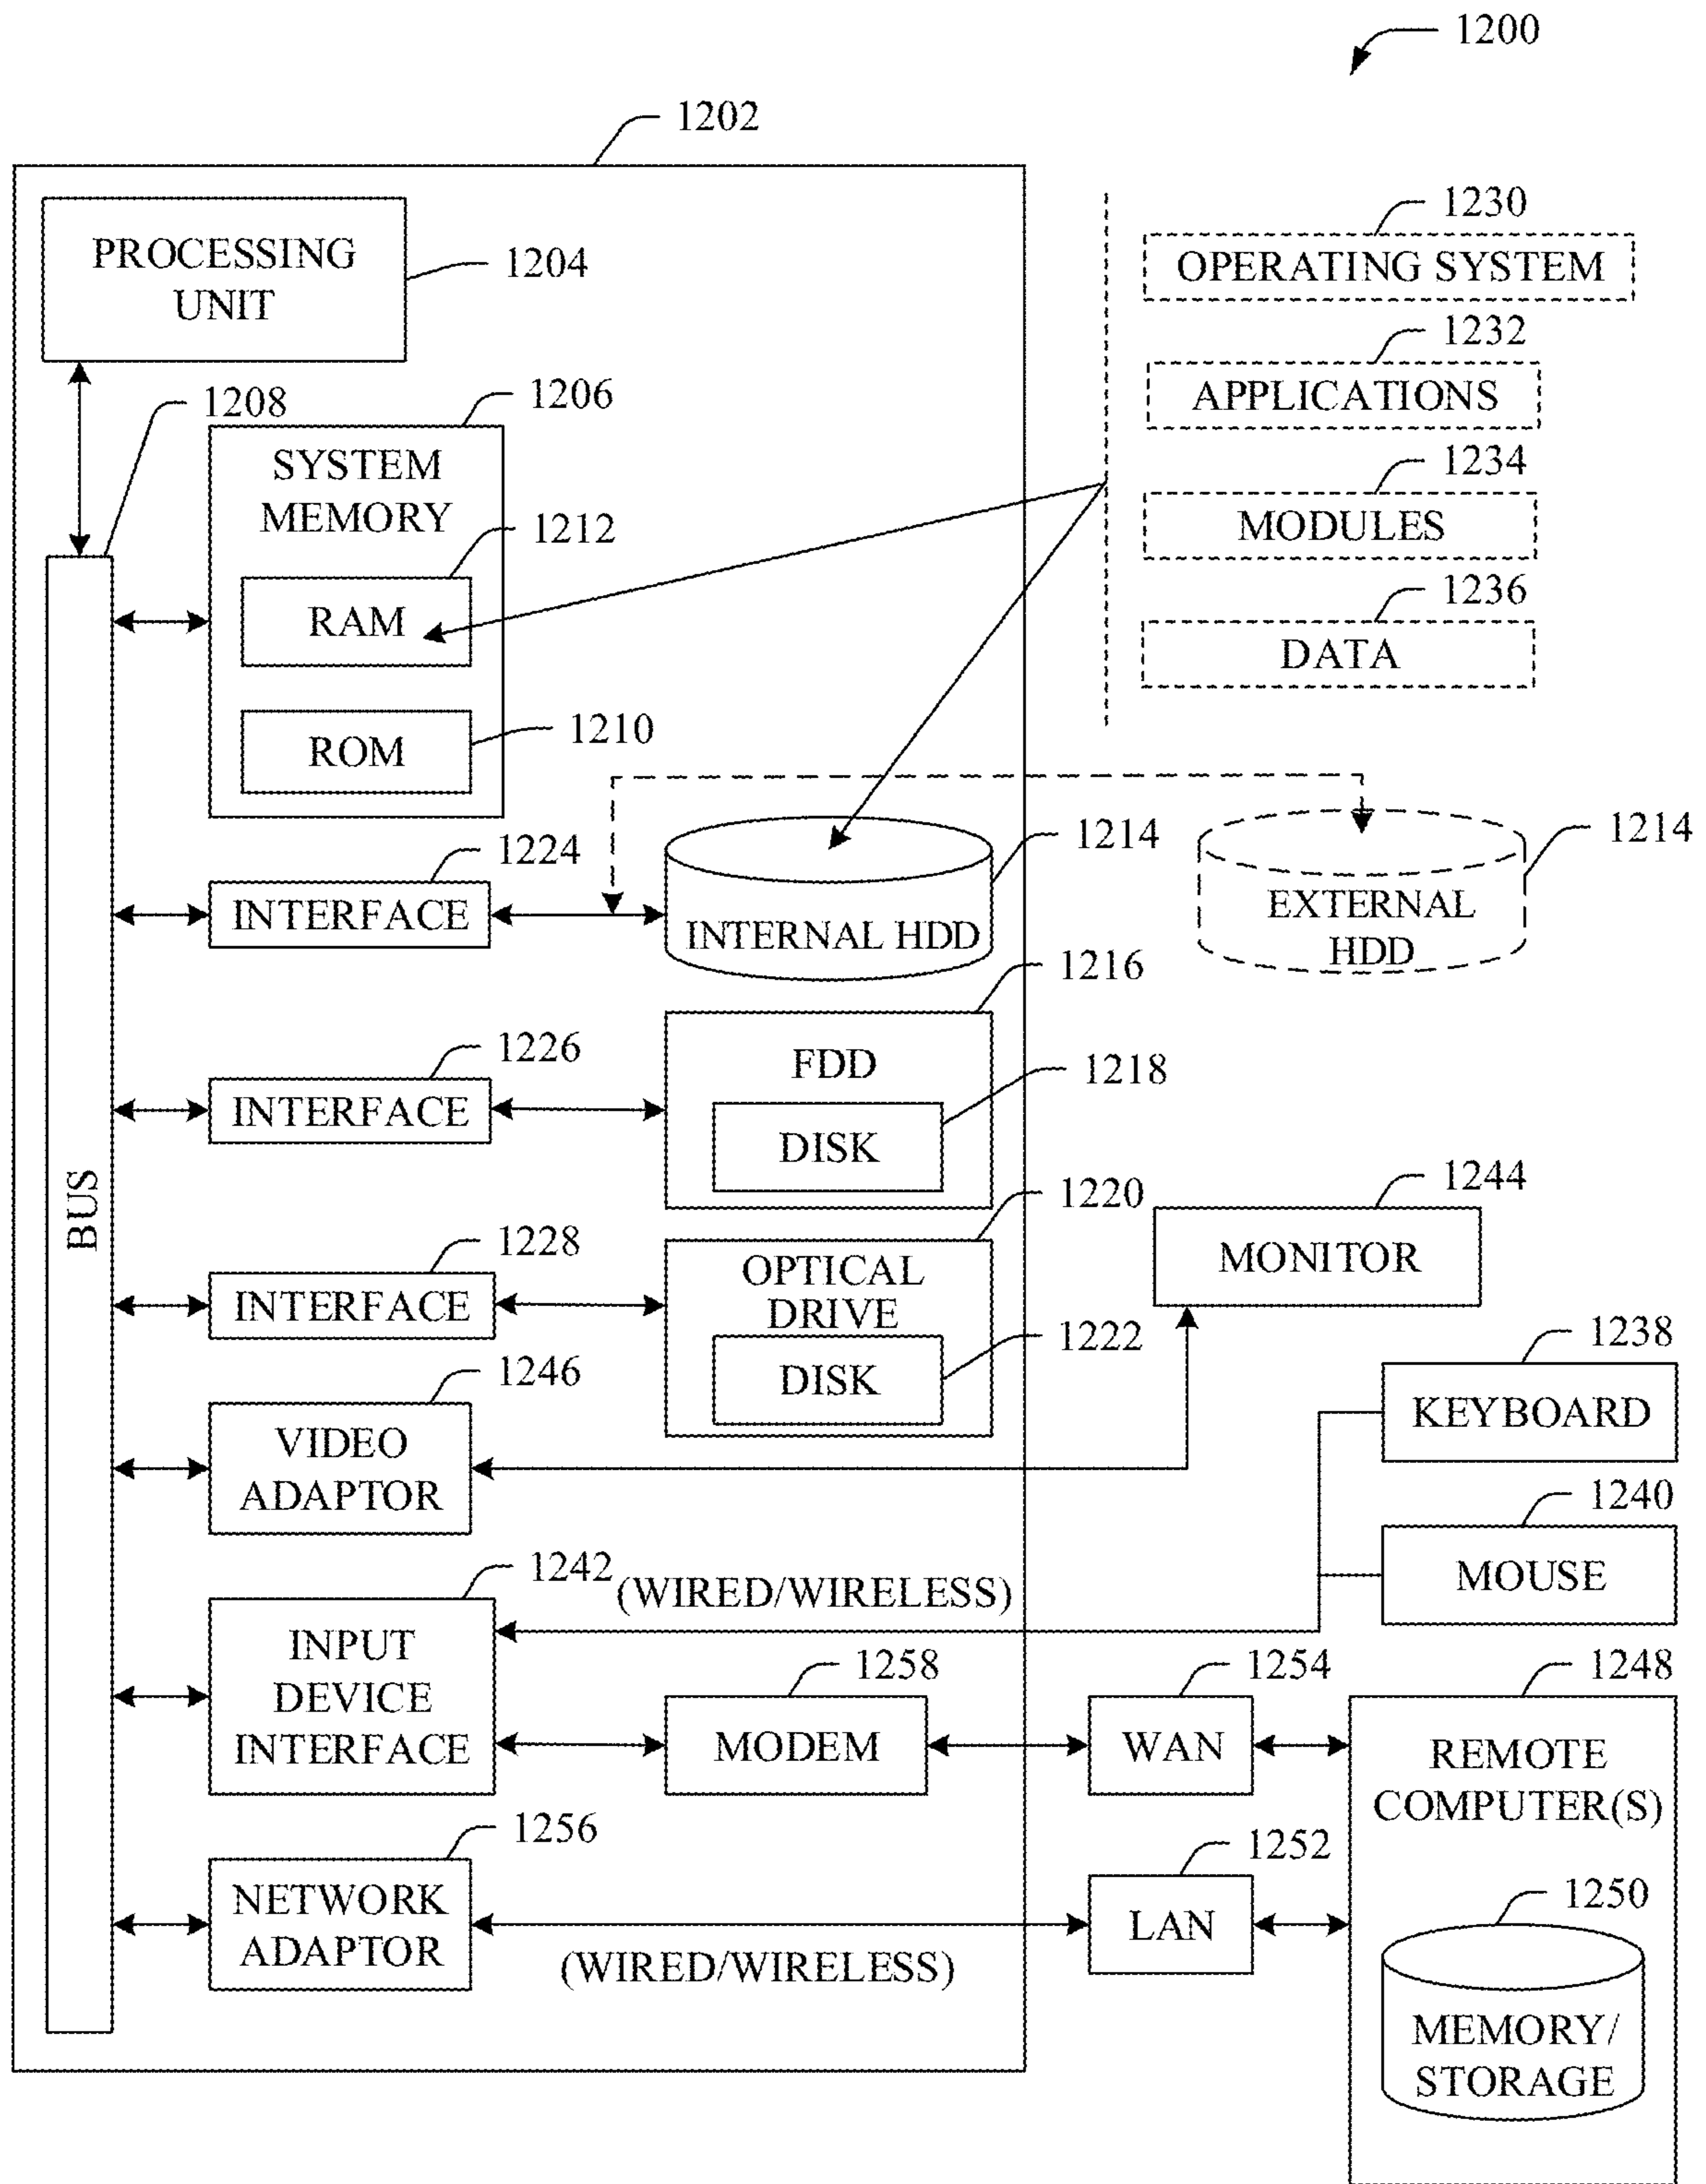 1200
1202
PROCESSING
UNIT
1204
1230
OPERATING SYSTEM
1232
APPLICATIONS
1234
MODULES
1236
DATA
1208
1206
SYSTEM
MEMORY
1212
RAM
1210
ROM
1224
INTERFACE
1214
INTERNAL HDD
1214
EXTERNAL
HDD
1226
INTERFACE
1216
FDD
1218
DISK
BUS
1228
INTERFACE
1220
OPTICAL
DRIVE
1222
DISK
1244
MONITOR
1246
VIDEO
ADAPTOR
1238
KEYBOARD
1240
MOUSE
1242
(WIRED/WIRELESS)
INPUT
DEVICE
INTERFACE
1258
MODEM
1254
WAN
1248
REMOTE
COMPUTER(S)
1256
NETWORK
ADAPTOR
(WIRED/WIRELESS)
1252
LAN
1250
MEMORY/
STORAGE